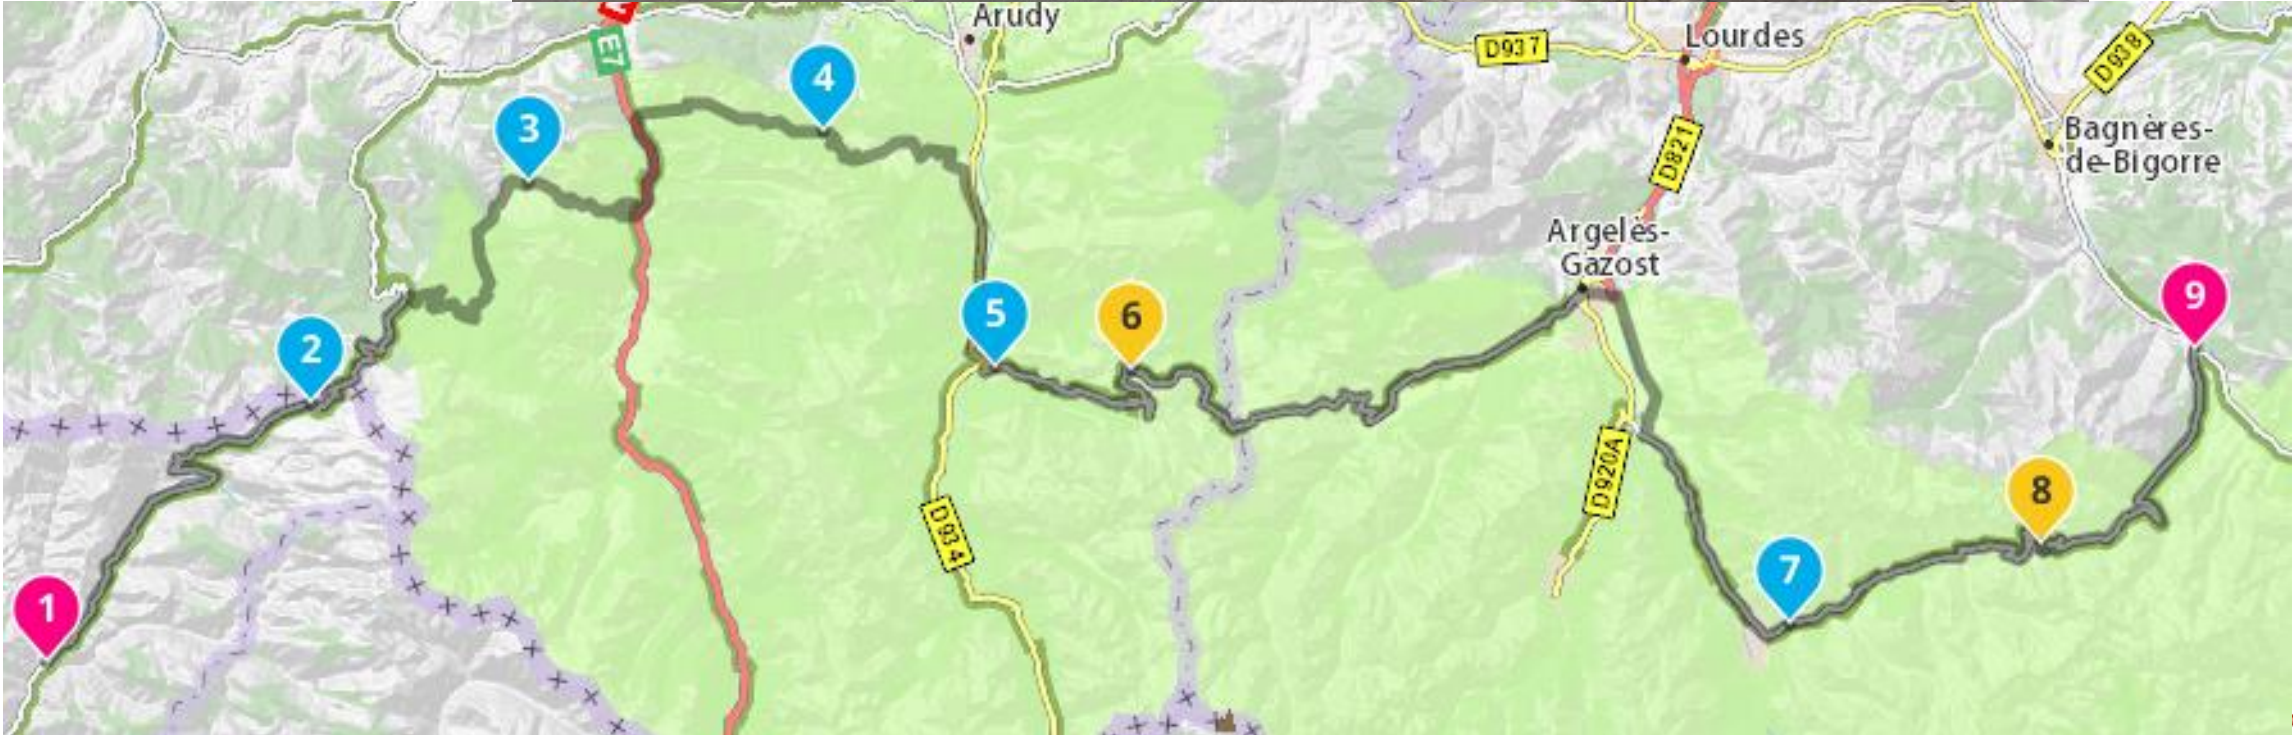 Arudy
E7
4
D937
Lourdes
D938
3
D821
Bagnères-
de-Bigorre
Argelès-
Gazost
2
5
6
9
D920A
8
D934
7
1